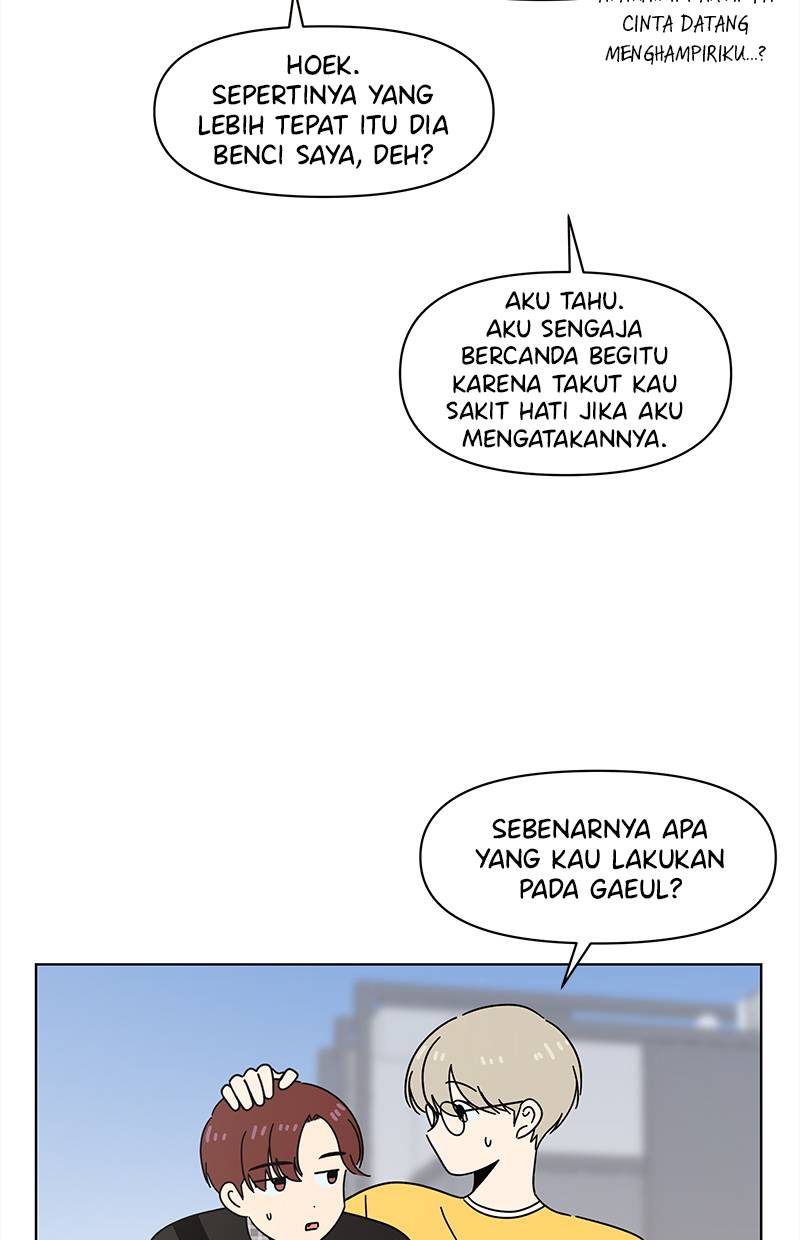 CINTA DATANG
MENGHAMPIRIKU...?
HOEK.
SEPERTINYA YANG
LEBIH TEPAT ITU DIA
BENCI SAYA, DEH?
AKU TAHU.
AKU SENGAJA
BERCANDA BEGITU
KARENA TAKUT KAU
SAKIT HATI JIKA AKU
MENGATAKANNYA.
SEBENARNYA APA
YANG KAU LAKUKAN
PADA GAEUL?